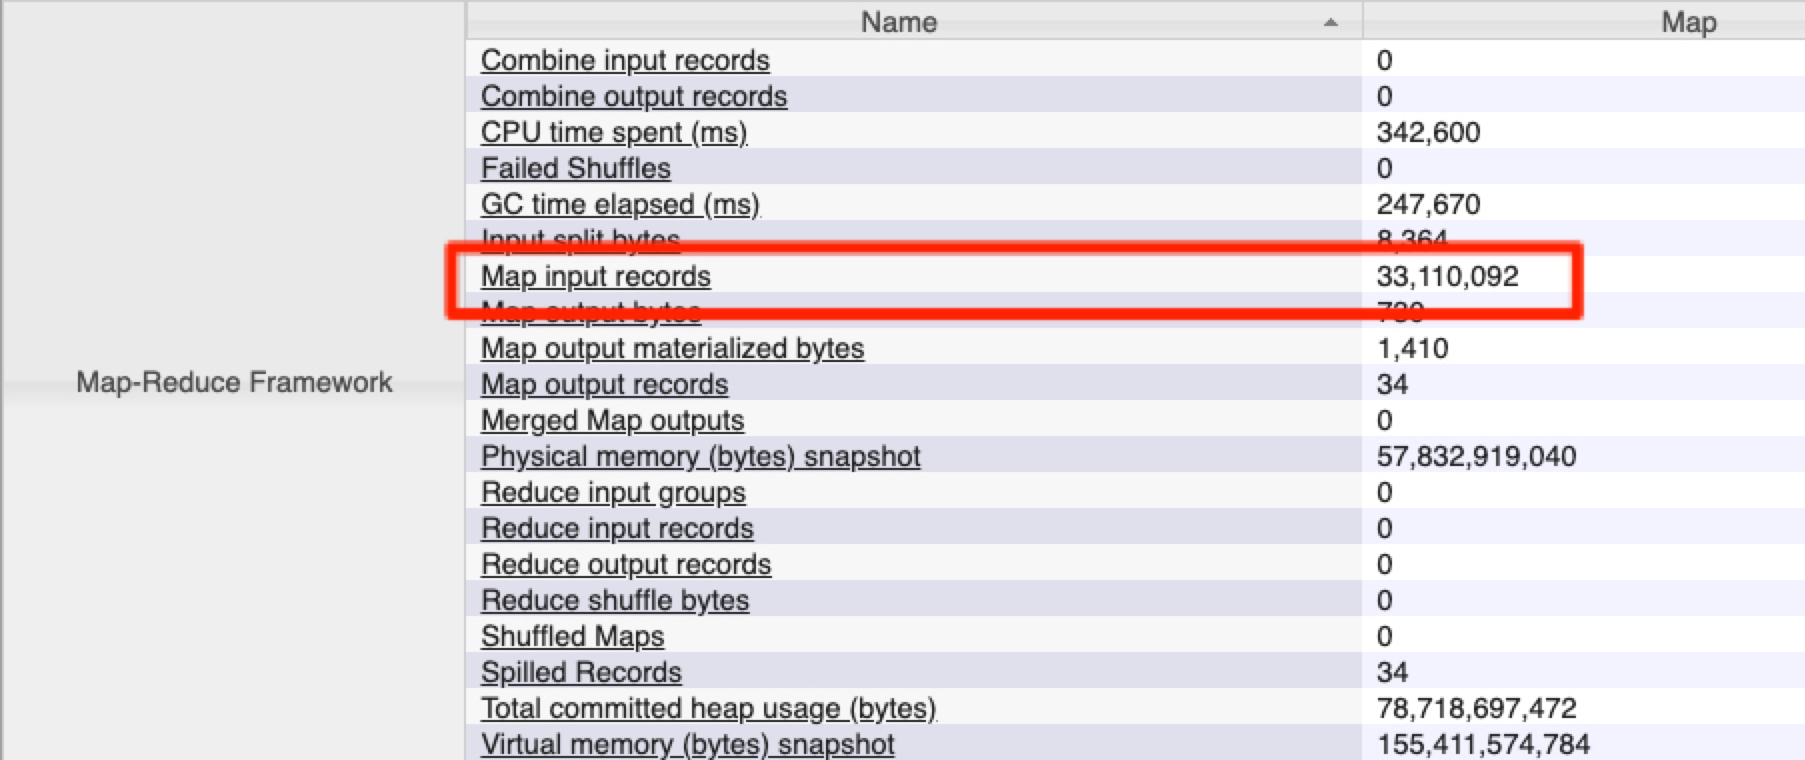 Name Map
Combine input records 0
Combine output records 0
CPU time spent (ms) 342,600
Failed Shuffles 0
GC time elapsed (ms) 247,670
Input split bytes 8,364
Map input records 33,110,092
Map output bytes
Map output materialized bytes 1,410
Map-Reduce Framework
Map output records 34
Merged Map outputs 0
Physical memory (bytes) snapshot 57,832,919,040
Reduce input groups 0
Reduce input records 0
Reduce output records 0
Reduce shuffle bytes 0
Shuffled Maps 0
Spilled Records 34
Total committed heap usage (bytes) 78,718,697,472
Virtual memory (bytes) snapshot 155,411,574,784